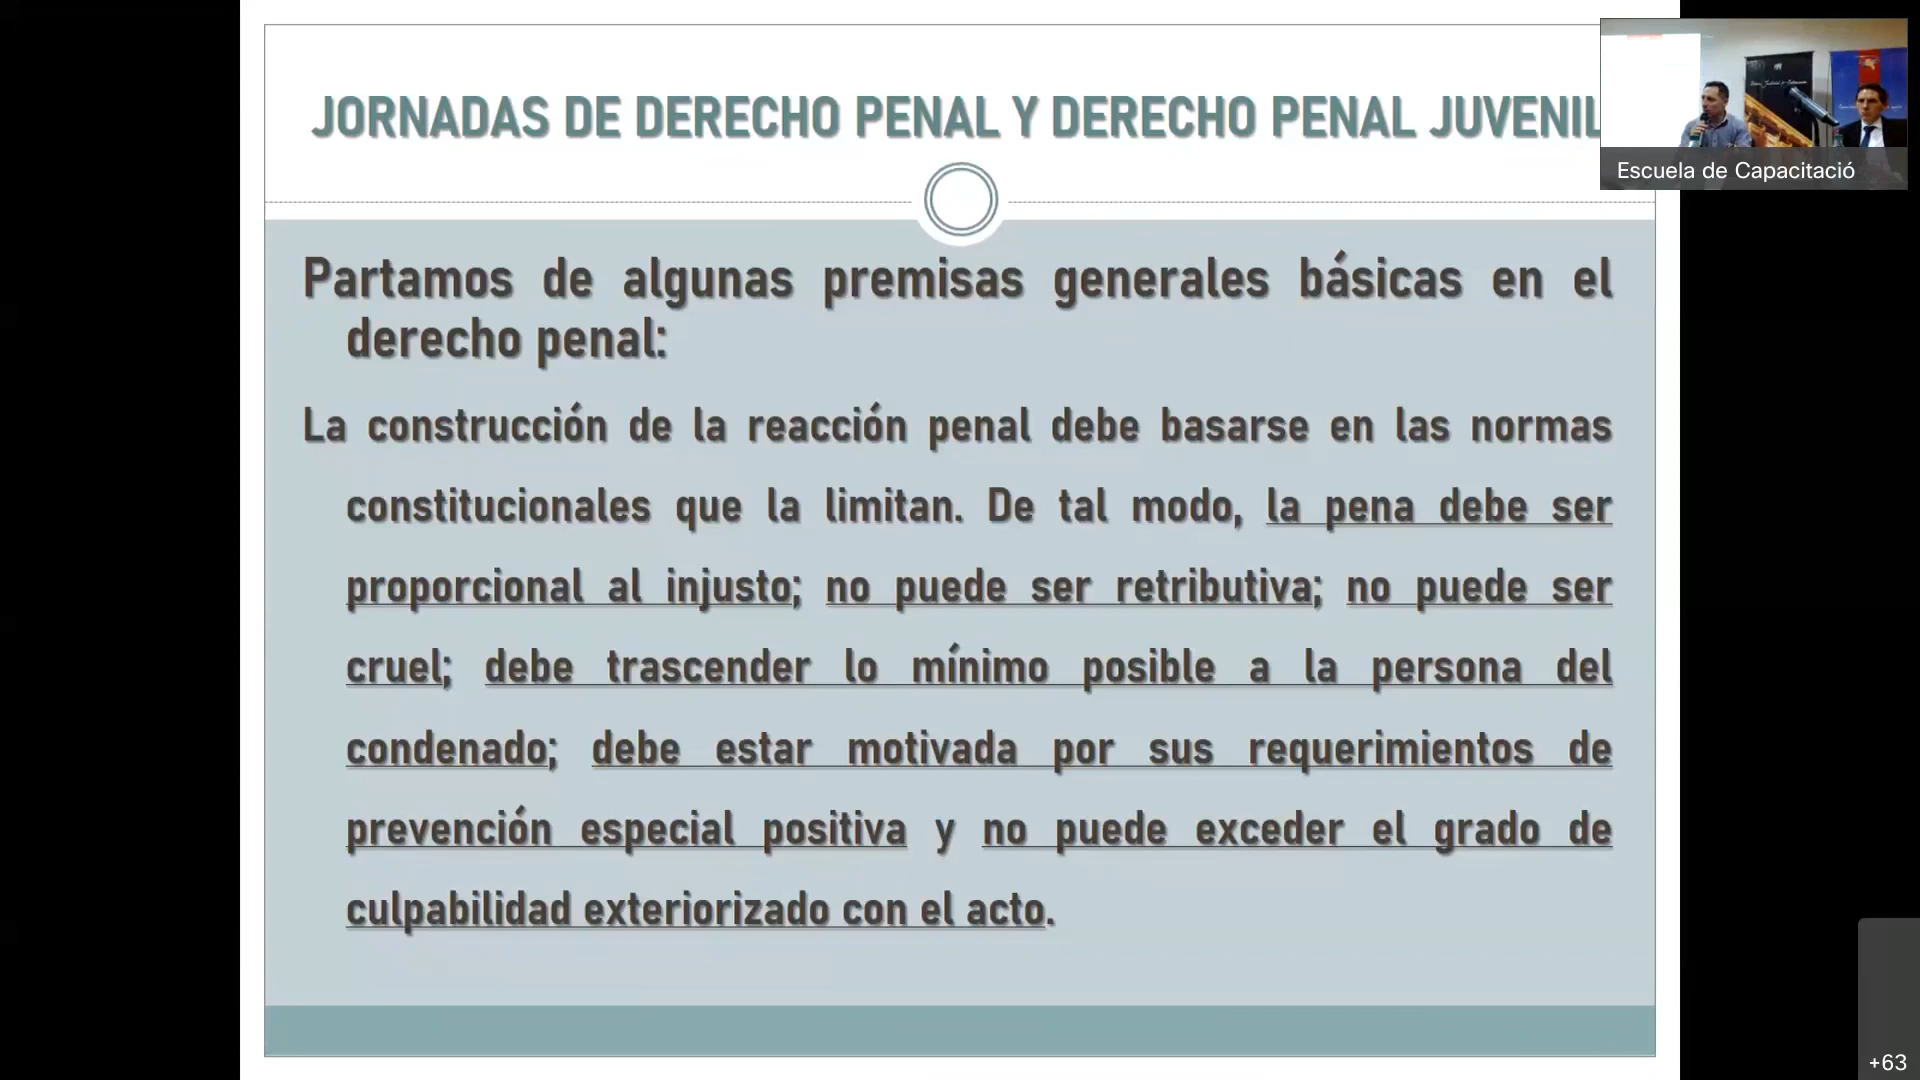 JORNADAS DE DERECHO PENAL Y DERECHO PENAL JUVENIL
Escuela de Capacitació
Partamos de algunas premisas generales básicas en el
derecho penal:
La construcción de la reacción penal debe basarse en las normas
constitucionales que la limitan. De tal modo, la pena debe ser
proporcional al injusto; no puede ser retributiva; no puede ser
cruel; debe trascender lo mínimo posible a la persona del
condenado; debe estar motivada por sus requerimientos de
prevención especial positiva y no puede exceder el grado de
culpabilidad exteriorizado con el acto.
+63